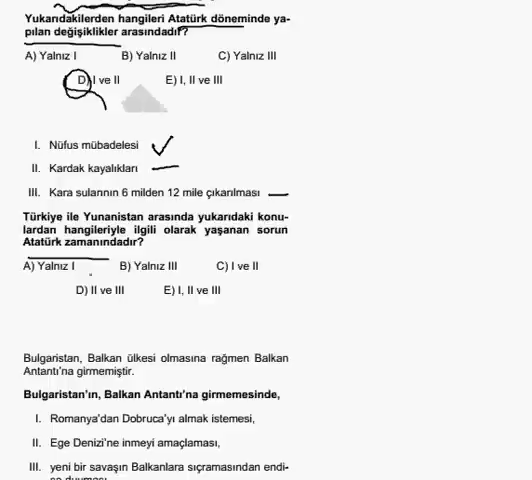 Yukarıdakilerden hangileri Atatürk döneminde ya-
pılan değişiklikler arasındadır?
A) Yalnız I B) Yalnız II C) Yalnız III
D) I ve II E) I, II ve III
I. Nüfus mübadelesi
II. Kardak kayalıkları
III. Kara sularının 6 milden 12 mile çıkarılması
Türkiye ile Yunanistan arasında yukarıdaki konu-
lardan hangileriyle ilgili olarak yaşanan sorun
Atatürk zamanındadır?
A) Yalnız I B) Yalnız III C) I ve II
D) II ve III E) I, II ve III
Bulgaristan, Balkan ülkesi olmasına rağmen Balkan
Antantı'na girmemiştir.
Bulgaristan'ın, Balkan Antantı'na girmemesinde,
I. Romanya'dan Dobruca'yı almak istemesi,
II. Ege Denizi'ne inmeyi amaçlaması,
III. yeni bir savaşın Balkanlara sıçramasından endi-